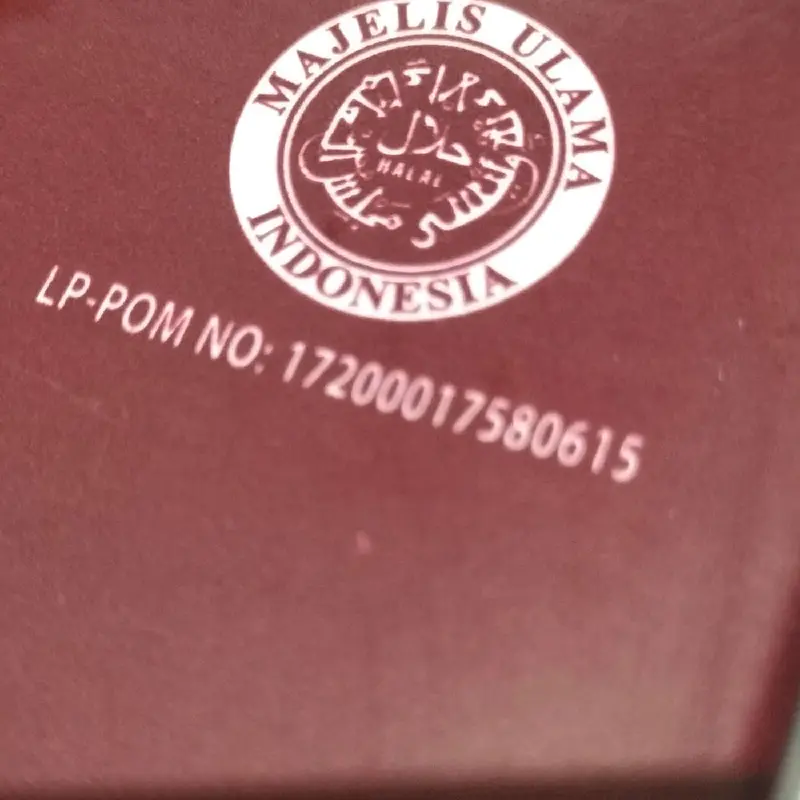 MAJELIS ULAMA
حلال
HALAL
INDONESIA
LP-POM NO: 17200017580615